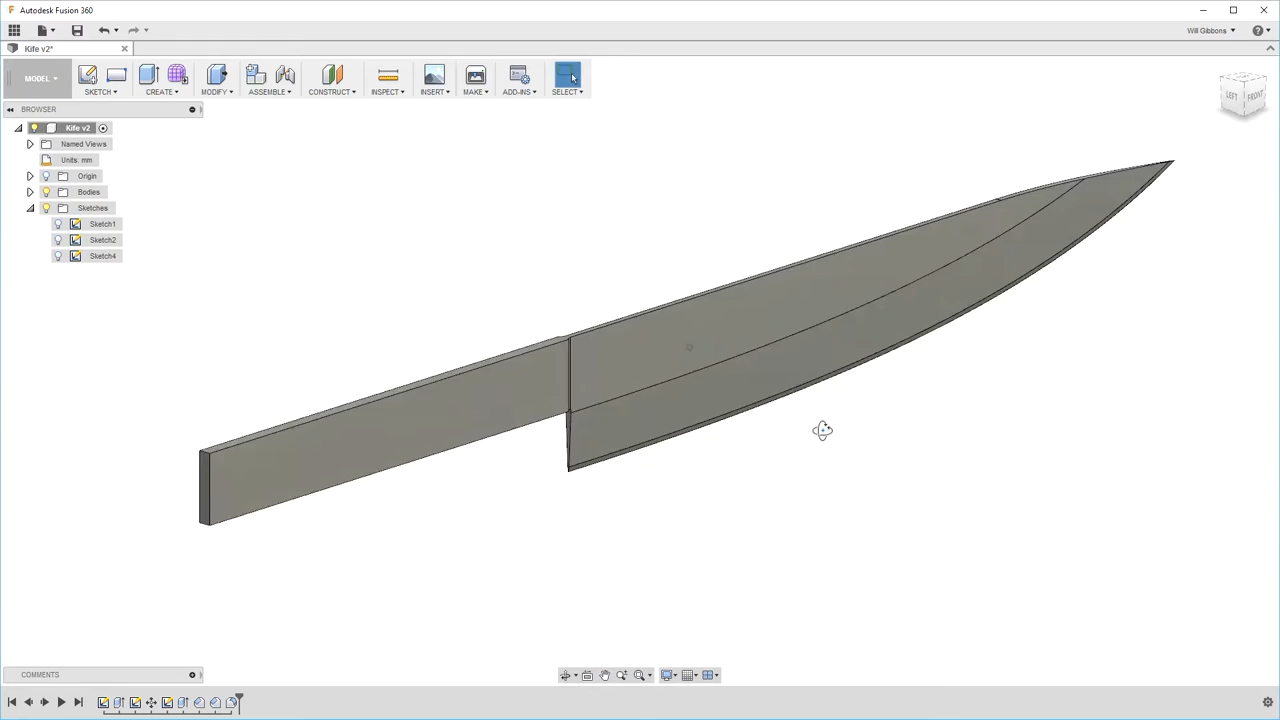 Autodesk Fusion 360
Will Gibbons
Kife v2*
MODEL
SKETCH
CREATE
MODIFY
ASSEMBLE
CONSTRUCT
INSPECT
INSERT
MAKE
ADD-INS
SELECT
BROWSER
LEFT
FRONT
Kife v2
Named Views
Units: mm
Origin
Bodies
Sketches
Sketch1
Sketch2
Sketch4
COMMENTS